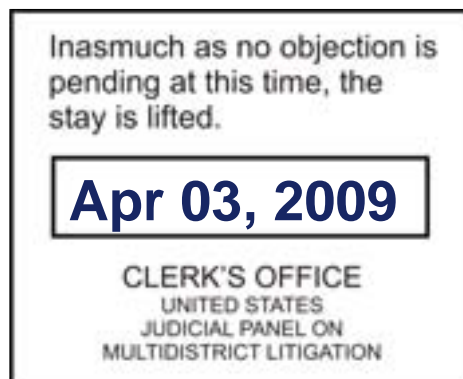 Inasmuch as no objection is
pending at this time, the
stay is lifted.
Apr 03, 2009
CLERK'S OFFICE
UNITED STATES
JUDICIAL PANEL ON
MULTIDISTRICT LITIGATION